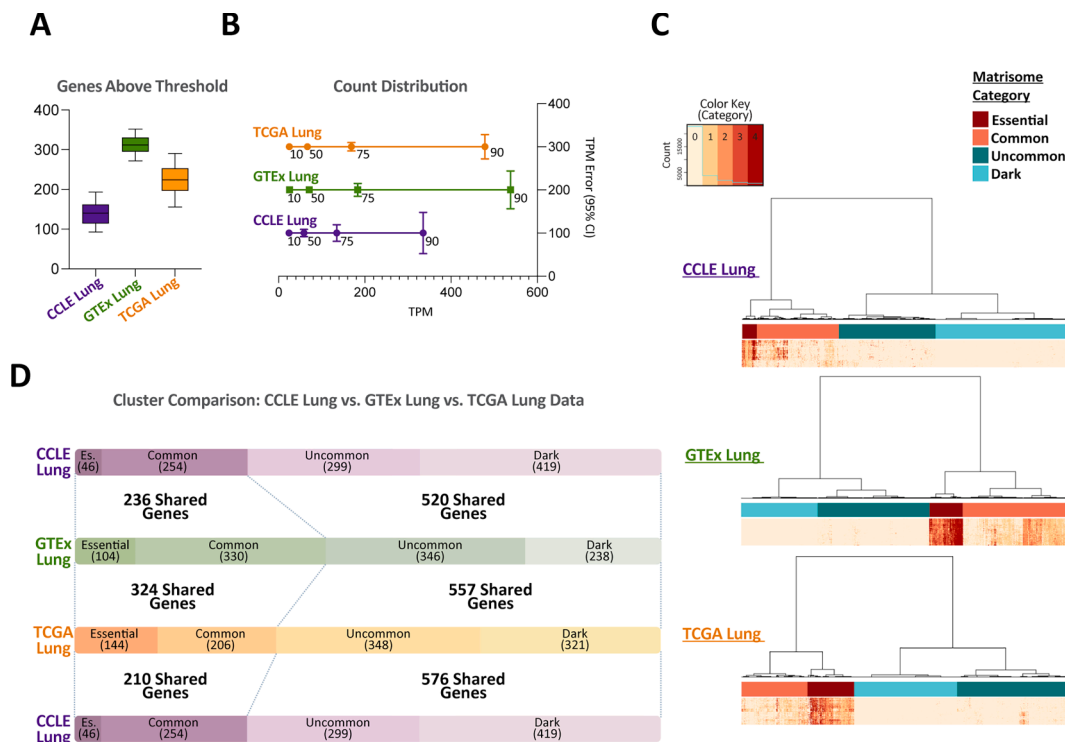 A
Genes Above Threshold
400
300
200
100
0
CCLE Lung
GTEx Lung
TCGA Lung
B
Count Distribution
TCGA Lung
10 50 75 90
GTEx Lung
10 50 75 90
CCLE Lung
10 50 75 90
0 200 400 600
TPM
400
300
200
100
0
TPM Error (95% CI)
C
Matrisome
Category
Essential
Common
Uncommon
Dark
Color Key
(Category)
0 1 2 3
Count
5000 15000
CCLE Lung
GTEx Lung
TCGA Lung
D
Cluster Comparison: CCLE Lung vs. GTEx Lung vs. TCGA Lung Data
CCLE
Lung
Es.
(46)
Common
(254)
Uncommon
(299)
Dark
(419)
236 Shared
Genes
520 Shared
Genes
GTEx
Lung
Essential
(104)
Common
(330)
Uncommon
(346)
Dark
(238)
324 Shared
Genes
557 Shared
Genes
TCGA
Lung
Essential
(144)
Common
(206)
Uncommon
(348)
Dark
(321)
210 Shared
Genes
576 Shared
Genes
CCLE
Lung
Es.
(46)
Common
(254)
Uncommon
(299)
Dark
(419)